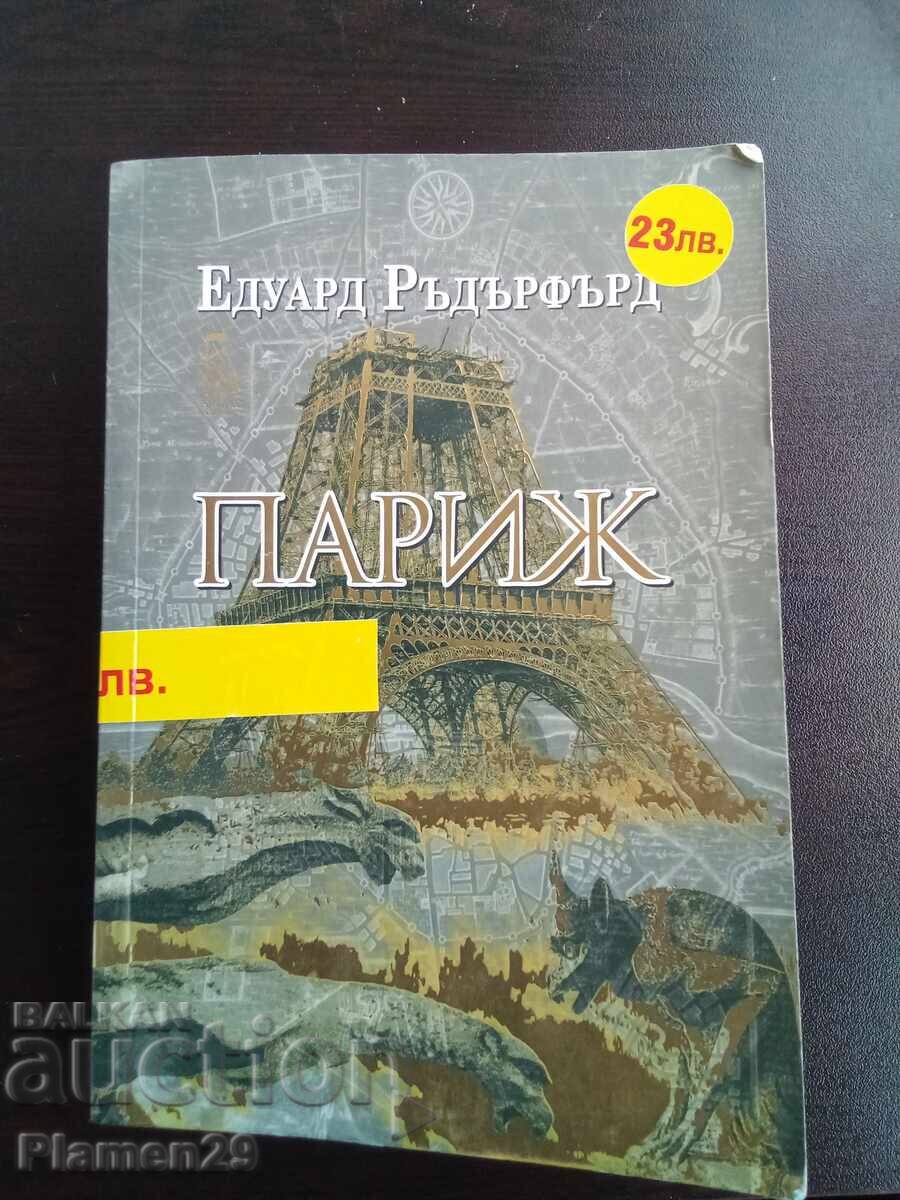 23лв.
ЕДУАРД РЪДЪРФЪРД
ПАРИЖ
лв.
BALKAN
auction
Plamen29